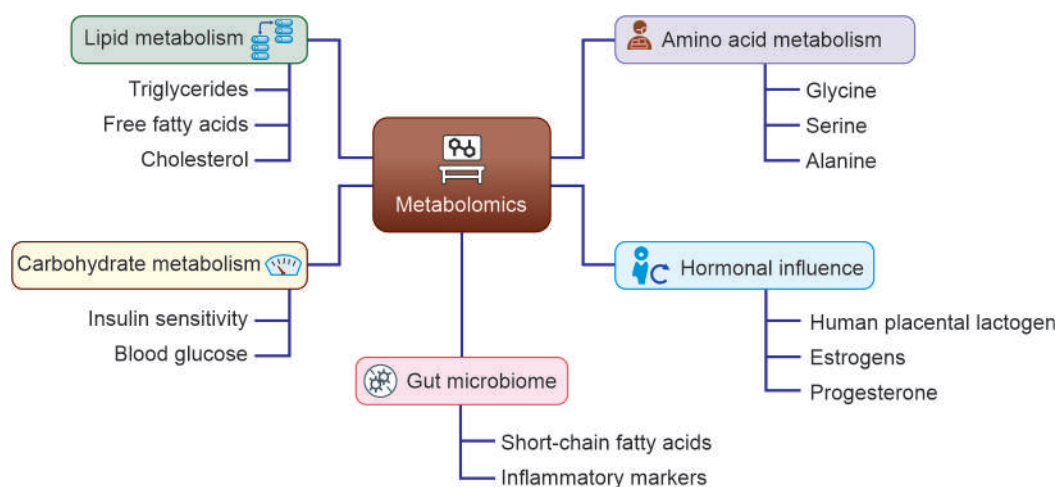 Lipid metabolism
Triglycerides
Free fatty acids
Cholesterol
Amino acid metabolism
Glycine
Serine
Alanine
Metabolomics
Carbohydrate metabolism
Insulin sensitivity
Blood glucose
Hormonal influence
Human placental lactogen
Estrogens
Progesterone
Gut microbiome
Short-chain fatty acids
Inflammatory markers